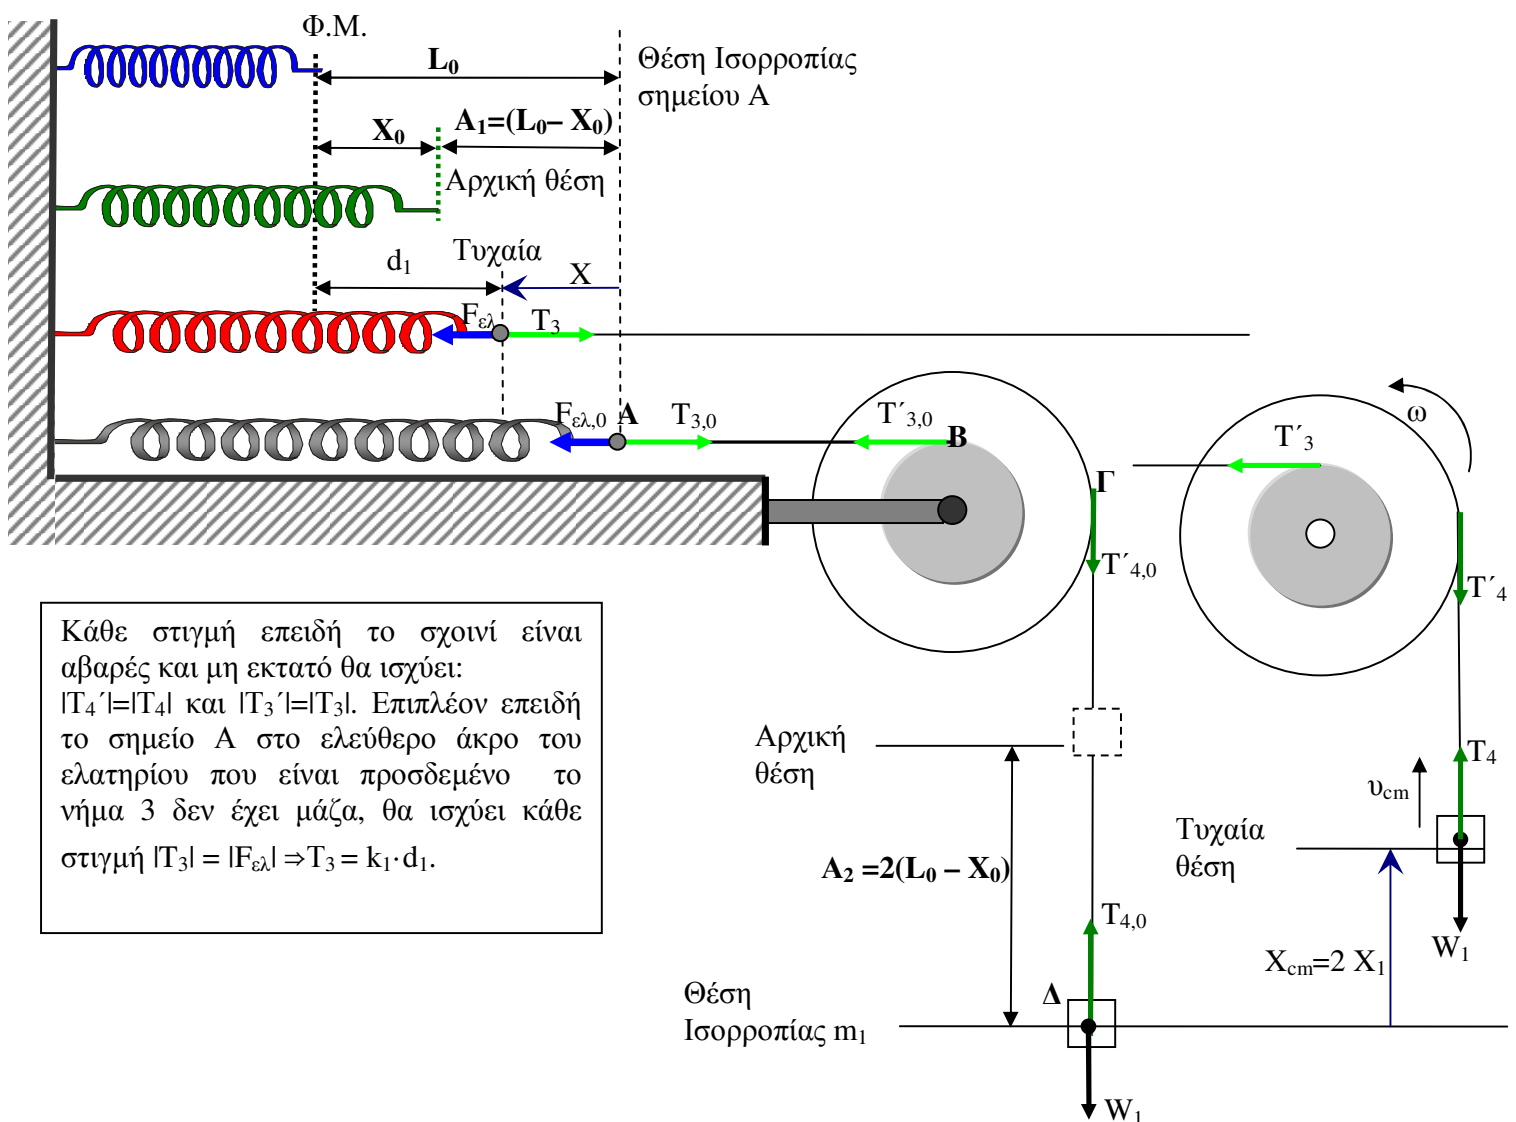 Φ.Μ.
L₀
Θέση Ισορροπίας
σημείου Α
X₀
A₁=(L₀– X₀)
Αρχική θέση
Τυχαία
d₁
X
Fελ
T₃
Fελ,0
A
T₃,₀
T´₃,₀
B
Γ
T´₄,₀
ω
T´₃
T´₄
Κάθε στιγμή επειδή το σχοινί είναι
αβαρές και μη εκτατό θα ισχύει:
|T₄´|=|T₄| και |T₃´|=|T₃|. Επιπλέον επειδή
το σημείο Α στο ελεύθερο άκρο του
ελατηρίου που είναι προσδεμένο το
νήμα 3 δεν έχει μάζα, θα ισχύει κάθε
στιγμή |T₃| = |Fελ| ⇒T₃ = k₁·d₁.
Αρχική
θέση
A₂ =2(L₀ – X₀)
T₄,₀
Δ
Θέση
Ισορροπίας m₁
W₁
T₄
υcm
Τυχαία
θέση
W₁
Xcm=2 X₁